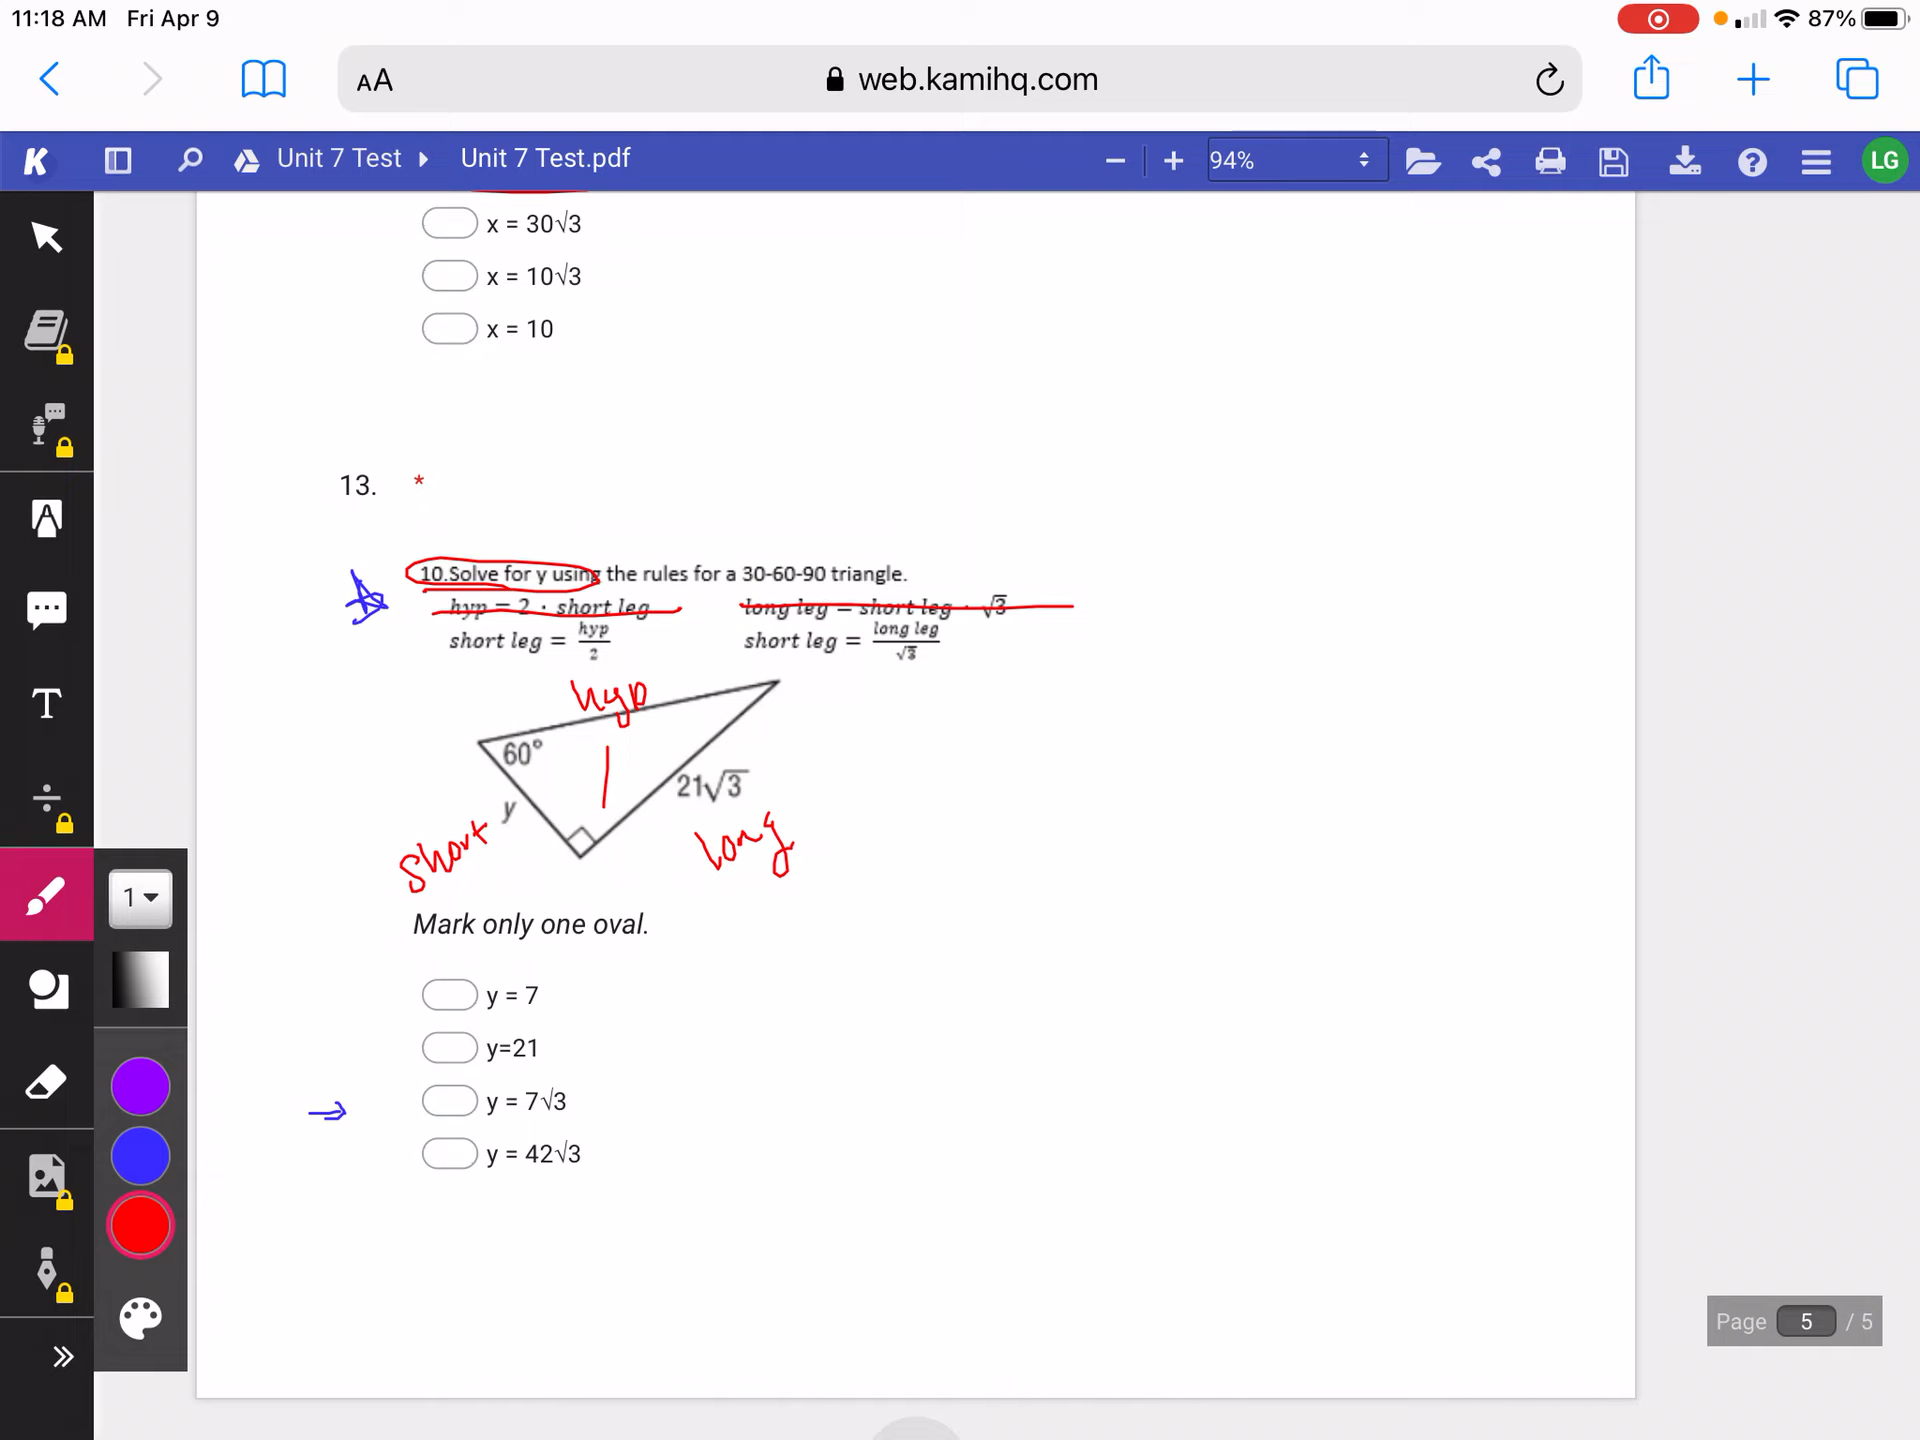 11:18 AM Fri Apr 9
87%
AA
web.kamihq.com
K
Unit 7 Test
Unit 7 Test.pdf
94%
LG
x = 30√3
x = 10√3
x = 10
13. *
10.Solve for y using the rules for a 30-60-90 triangle.
hyp = 2 · short leg
long leg = short leg · √3
short leg = hyp/2
short leg = long leg/√3
hyp
60°
y
21√3
short
long
Mark only one oval.
y = 7
y=21
y = 7√3
y = 42√3
T
1
Page 5 / 5